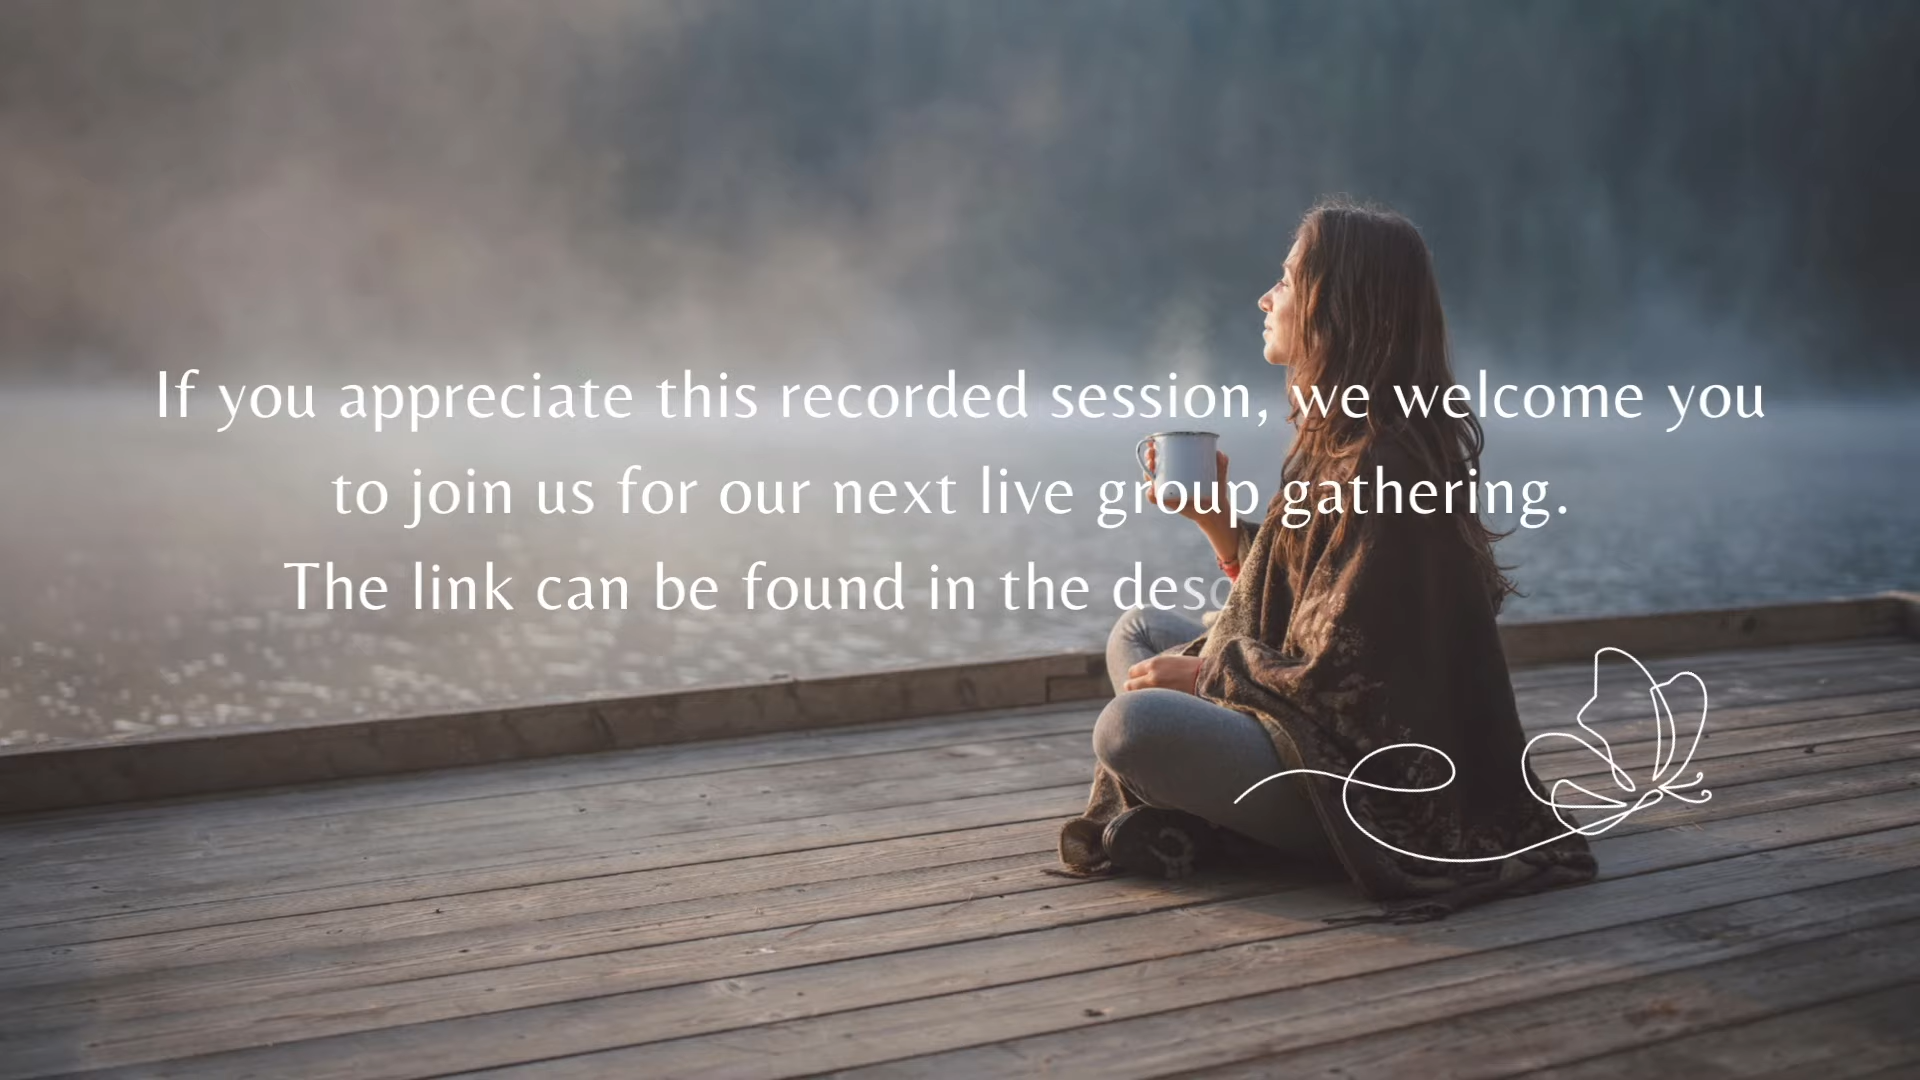 If you appreciate this recorded session, we welcome you
to join us for our next live group gathering.
The link can be found in the desc